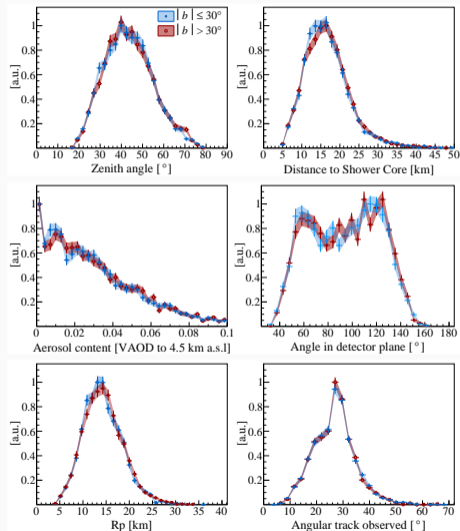 |b| ≤ 30°
|b| > 30°
[a.u.]
1
0.8
0.6
0.4
0.2
0 10 20 30 40 50 60 70 80 90
Zenith angle [°]
[a.u.]
1
0.8
0.6
0.4
0.2
0 5 10 15 20 25 30 35 40 45 50
Distance to Shower Core [km]
[a.u.]
1
0.8
0.6
0.4
0.2
0 0.02 0.04 0.06 0.08 0.1
Aerosol content [VAOD to 4.5 km a.s.l]
[a.u.]
1
0.8
0.6
0.4
0.2
40 60 80 100 120 140 160 180
Angle in detector plane [°]
[a.u.]
1
0.8
0.6
0.4
0.2
0 5 10 15 20 25 30 35 40
Rp [km]
[a.u.]
1
0.8
0.6
0.4
0.2
0 10 20 30 40 50 60 70
Angular track observed [°]